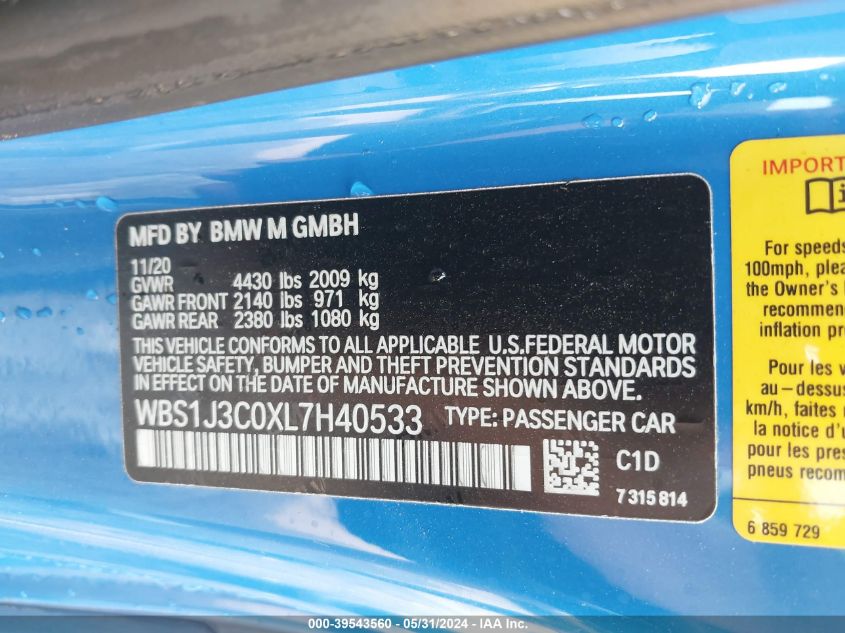 MFD BY BMW M GMBH
11/20
GVWR 4430 lbs 2009 kg
GAWR FRONT 2140 lbs 971 kg
GAWR REAR 2380 lbs 1080 kg
THIS VEHICLE CONFORMS TO ALL APPLICABLE U.S.FEDERAL MOTOR
VEHICLE SAFETY, BUMPER AND THEFT PREVENTION STANDARDS
IN EFFECT ON THE DATE OF MANUFACTURE SHOWN ABOVE.
WBS1J3C0XL7H40533 TYPE: PASSENGER CAR
C1D
7 315 814
IMPORT
For speeds
100mph, plea
the Owner's
recommen
inflation pr
Pour les v
au-dessus
km/h, faites
la notice d'u
pour les pres
pneus recom
6 859 729
000-39543560 - 05/31/2024 - IAA Inc.